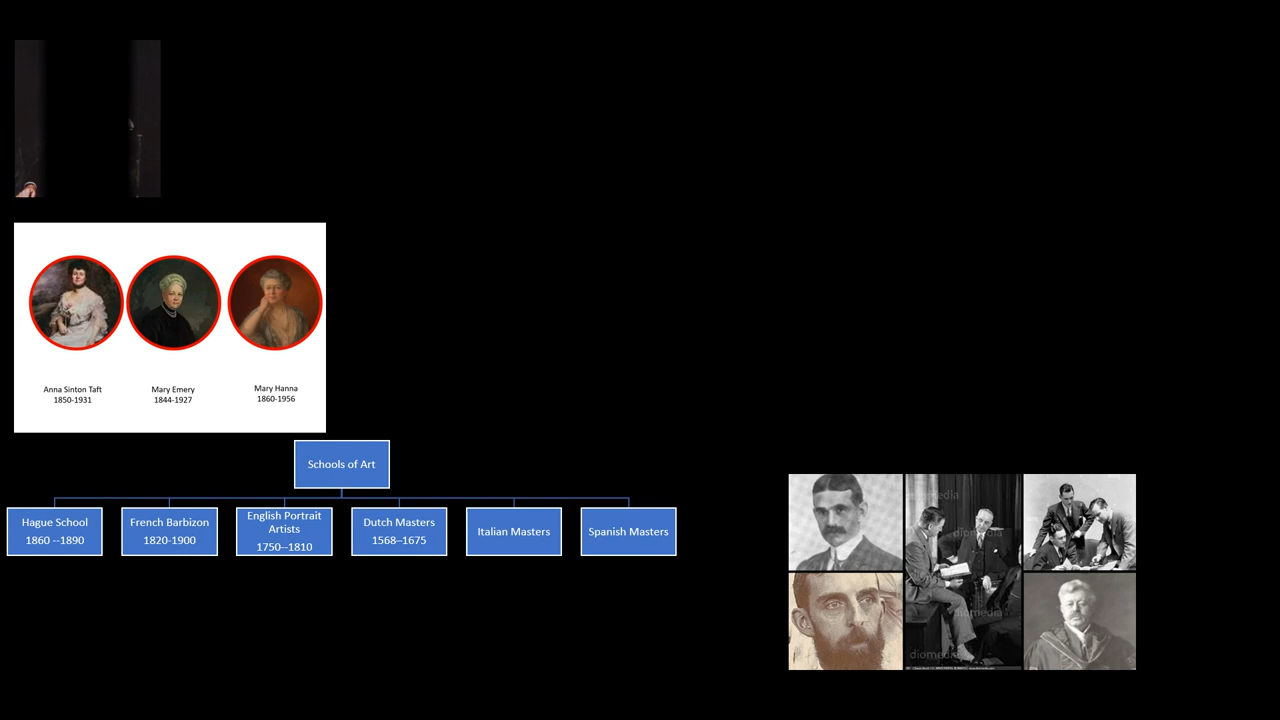 Anna Sinton Taft
1850-1931
Mary Emery
1844-1927
Mary Hanna
1860-1956
Schools of Art
Hague School
1860 --1890
French Barbizon
1820-1900
English Portrait
Artists
1750--1810
Dutch Masters
1568--1675
Italian Masters
Spanish Masters
diomedia
diomedia
diomedia
diomedia